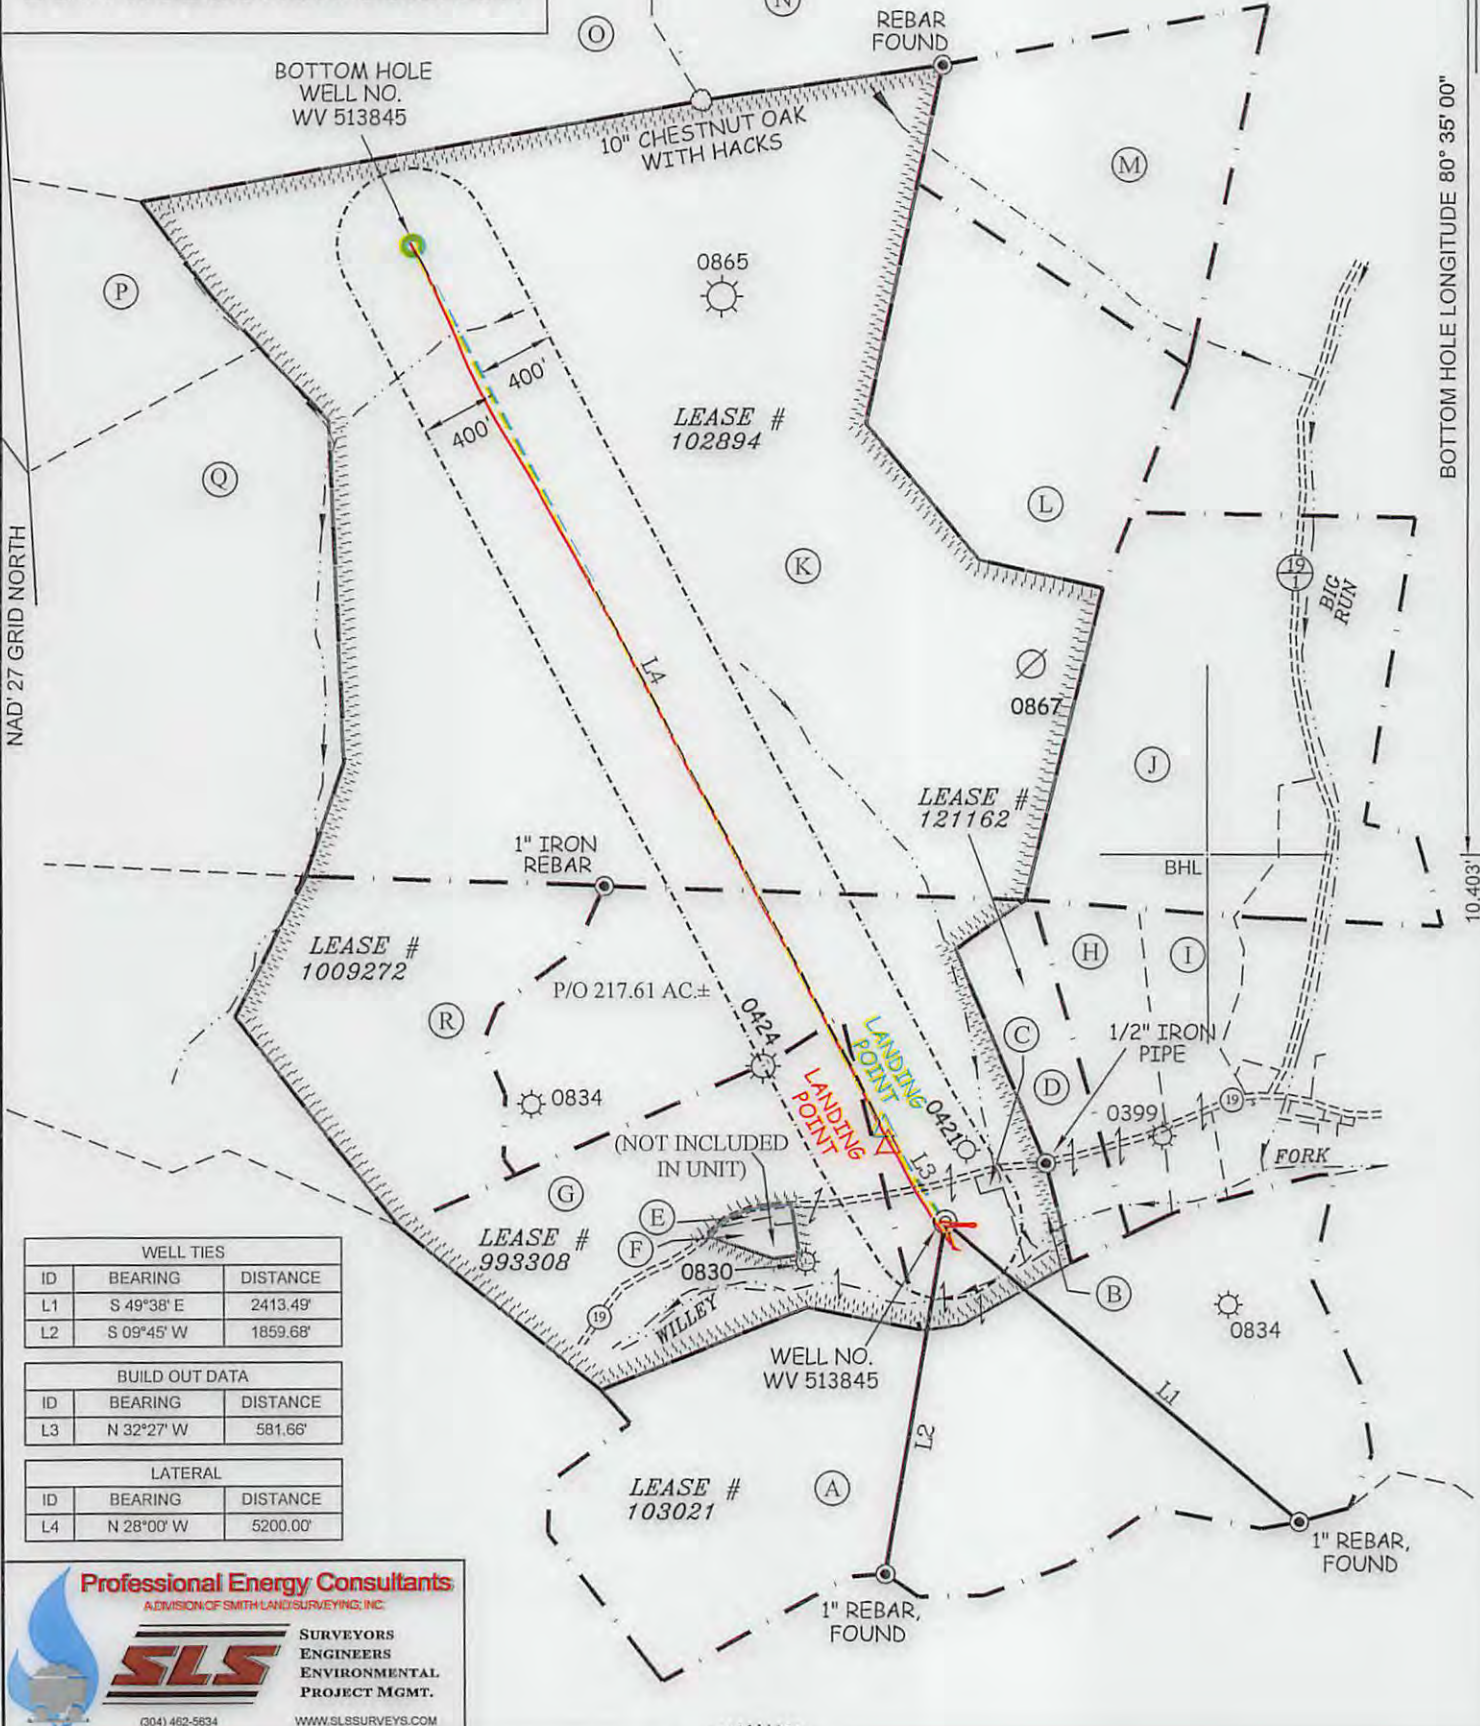 O
N
REBAR
FOUND
BOTTOM HOLE
WELL NO.
WV 513845
10" CHESTNUT OAK
WITH HACKS
M
BOTTOM HOLE LONGITUDE 80° 35' 00"
P
0865
400'
400'
LEASE #
102894
Q
L
K
19
1
BIG
RUN
NAD' 27 GRID NORTH
L4
0867
J
LEASE #
121162
1" IRON
REBAR
BHL
10,403'
LEASE #
1009272
H
I
P/O 217.61 AC.±
R
0424
LANDING
POINT
LANDING
POINT
C
1/2" IRON
PIPE
D
0834
0421
0399
19
(NOT INCLUDED
IN UNIT)
L3
FORK
G
E
F
LEASE #
993308
0830
B
19
WILLEY
0834
WELL NO.
WV 513845
L1
L2
LEASE #
103021
A
1" REBAR,
FOUND
1" REBAR,
FOUND
WELL TIES
ID BEARING DISTANCE
L1 S 49°38' E 2413.49'
L2 S 09°45' W 1859.68'
BUILD OUT DATA
ID BEARING DISTANCE
L3 N 32°27' W 581.66'
LATERAL
ID BEARING DISTANCE
L4 N 28°00' W 5200.00'
Professional Energy Consultants
A DIVISION OF SMITH LAND SURVEYING, INC.
SLS
SURVEYORS
ENGINEERS
ENVIRONMENTAL
PROJECT MGMT.
(304) 462-5634
WWW.SLSSURVEYS.COM